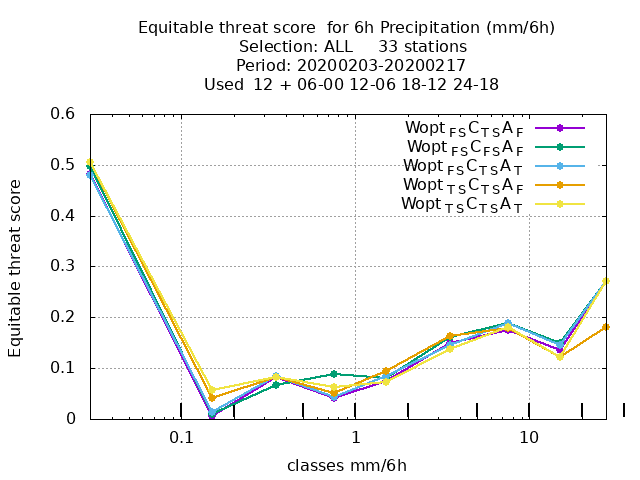 Equitable threat score  for 6h Precipitation (mm/6h)
Selection: ALL     33 stations
Period: 20200203-20200217
Used  12 + 06-00 12-06 18-12 24-18
0.6
0.5
0.4
0.3
0.2
0.1
0
Equitable threat score
Wopt FS C TS A F
Wopt FS C FS A F
Wopt FS C TS A T
Wopt TS C TS A F
Wopt TS C TS A T
0.1 1 10
classes mm/6h